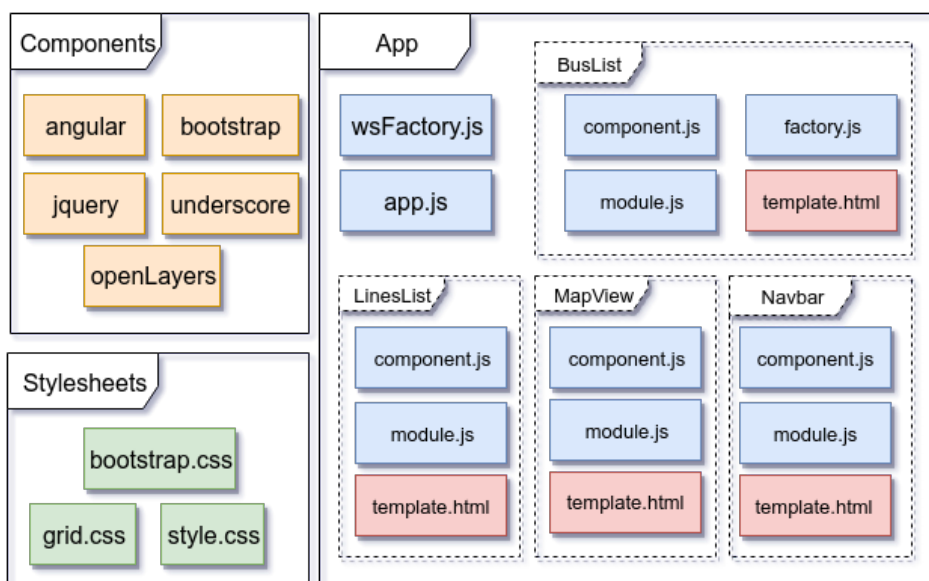 Components
angular
bootstrap
jquery
underscore
openLayers
Stylesheets
bootstrap.css
grid.css
style.css
App
wsFactory.js
app.js
BusList
component.js
factory.js
module.js
template.html
LinesList
component.js
module.js
template.html
MapView
component.js
module.js
template.html
Navbar
component.js
module.js
template.html